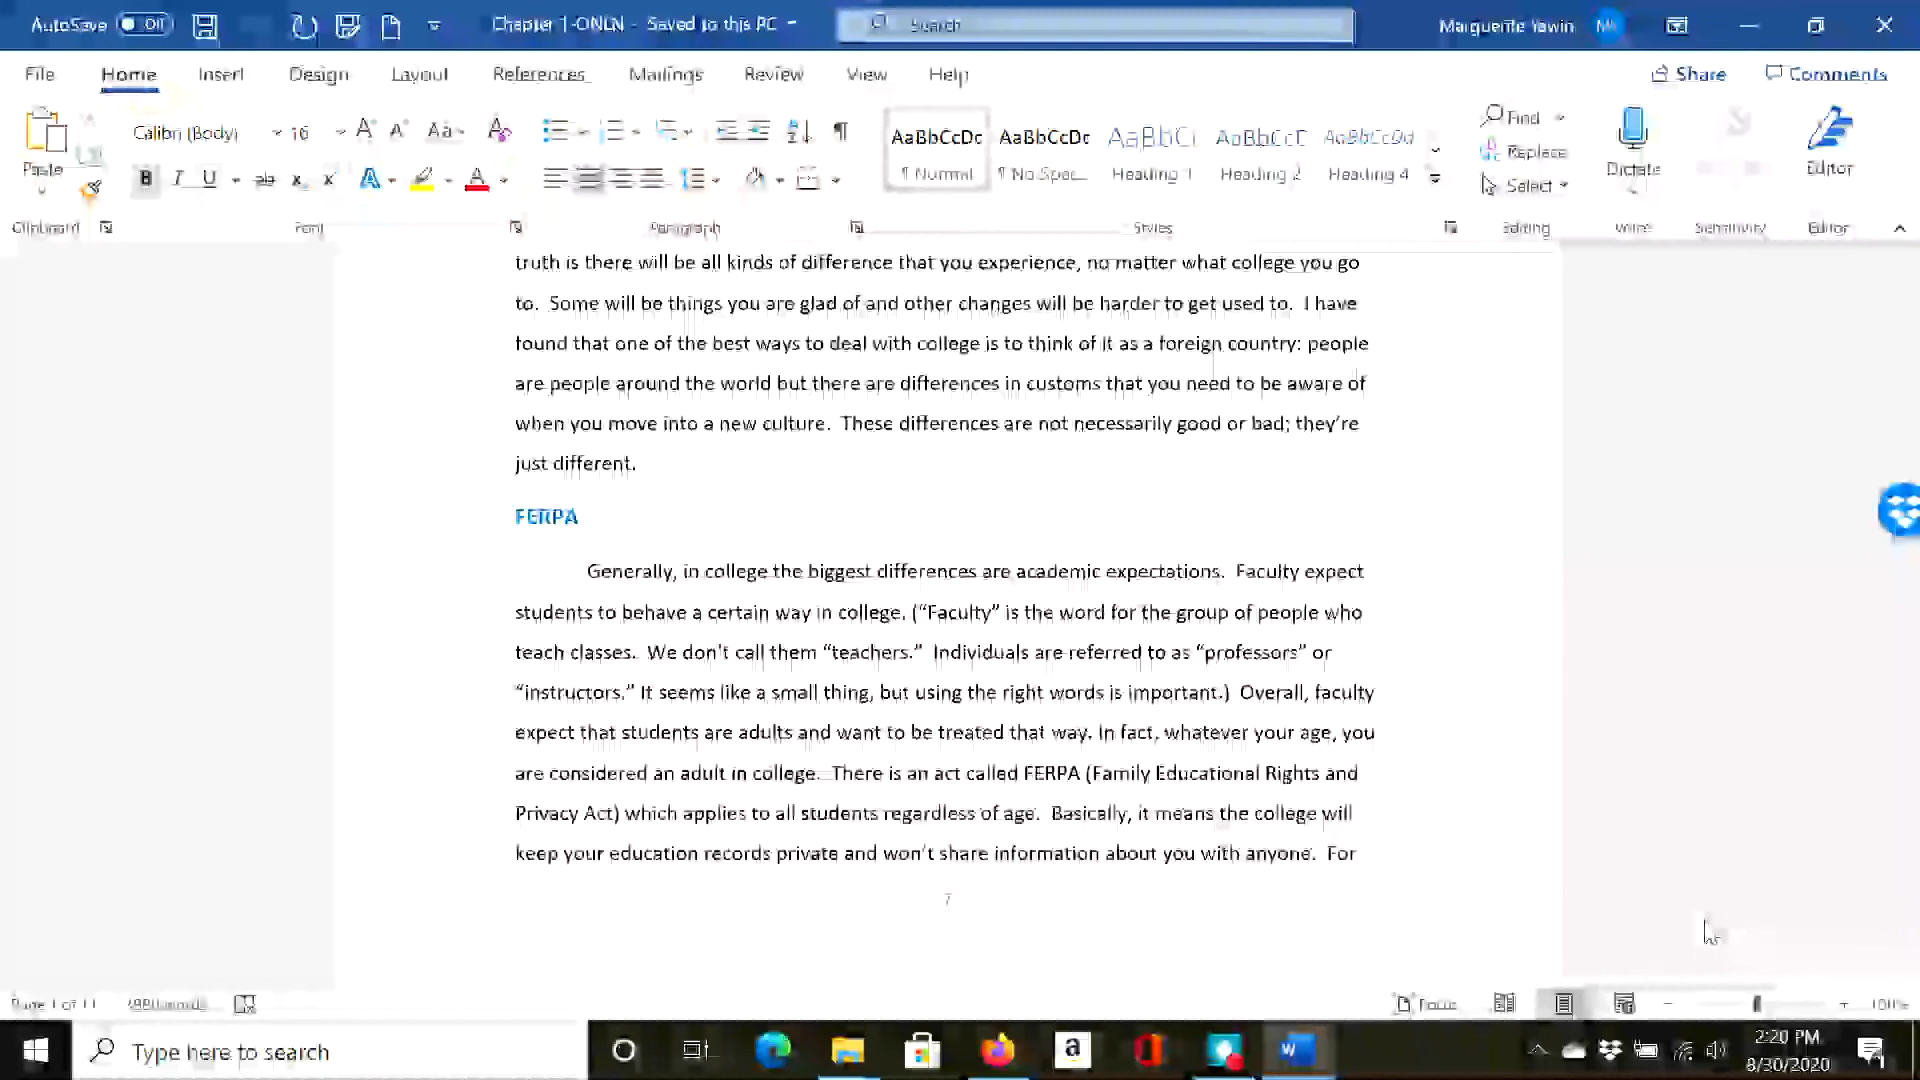 AutoSave Off Chapter 1-ONLN - Saved to this PC Search Marguerite Yawin
File Home Insert Design Layout References Mailings Review View Help Share Comments
Paste Calibri (Body) 16 Aa AaBbCcDc ¶ Normal AaBbCcDc ¶ No Spac... AaBbC Heading 1 AaBbCcE Heading 2 AaBbCcDd Heading 4 Find Replace Select Dictate Editor
Clipboard Font Paragraph Styles Editing Voice Sensitivity Editor
truth is there will be all kinds of difference that you experience, no matter what college you go
to. Some will be things you are glad of and other changes will be harder to get used to. I have
found that one of the best ways to deal with college is to think of it as a foreign country: people
are people around the world but there are differences in customs that you need to be aware of
when you move into a new culture. These differences are not necessarily good or bad; they’re
just different.
FERPA
Generally, in college the biggest differences are academic expectations. Faculty expect
students to behave a certain way in college. (“Faculty” is the word for the group of people who
teach classes. We don't call them “teachers.” Individuals are referred to as “professors” or
“instructors.” It seems like a small thing, but using the right words is important.) Overall, faculty
expect that students are adults and want to be treated that way. In fact, whatever your age, you
are considered an adult in college. There is an act called FERPA (Family Educational Rights and
Privacy Act) which applies to all students regardless of age. Basically, it means the college will
keep your education records private and won’t share information about you with anyone. For
7
Page 1 of 11 Focus 100%
Type here to search 2:20 PM
8/30/2020